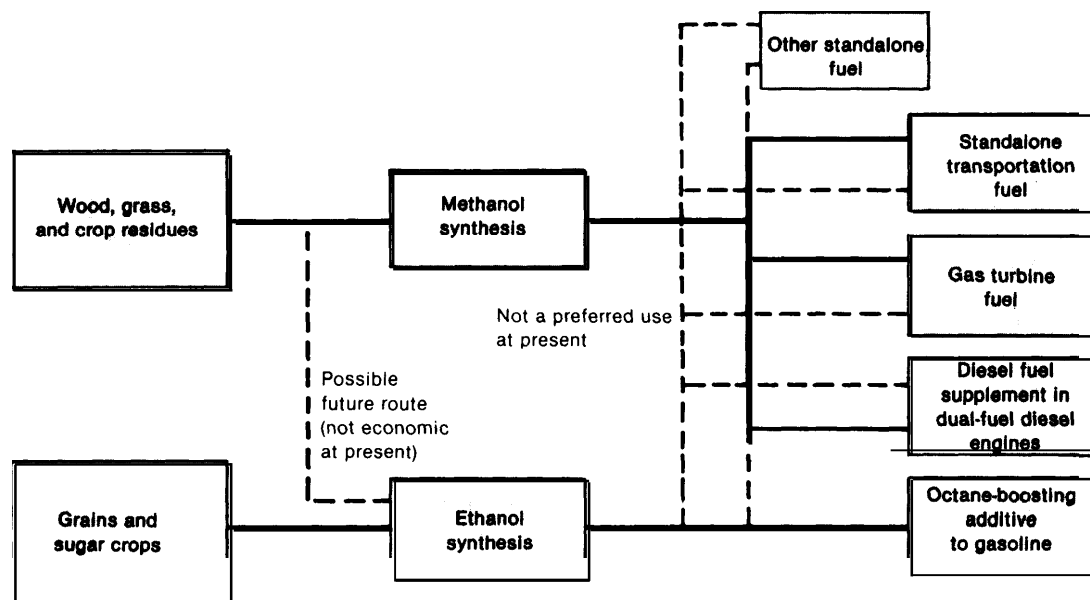 Other standalone
fuel
Standalone
transportation
fuel
Wood, grass,
and crop residues
Methanol
synthesis
Gas turbine
fuel
Not a preferred use
at present
Possible
future route
(not economic
at present)
Diesel fuel
supplement in
dual-fuel diesel
engines
Grains and
sugar crops
Ethanol
synthesis
Octane-boosting
additive
to gasoline